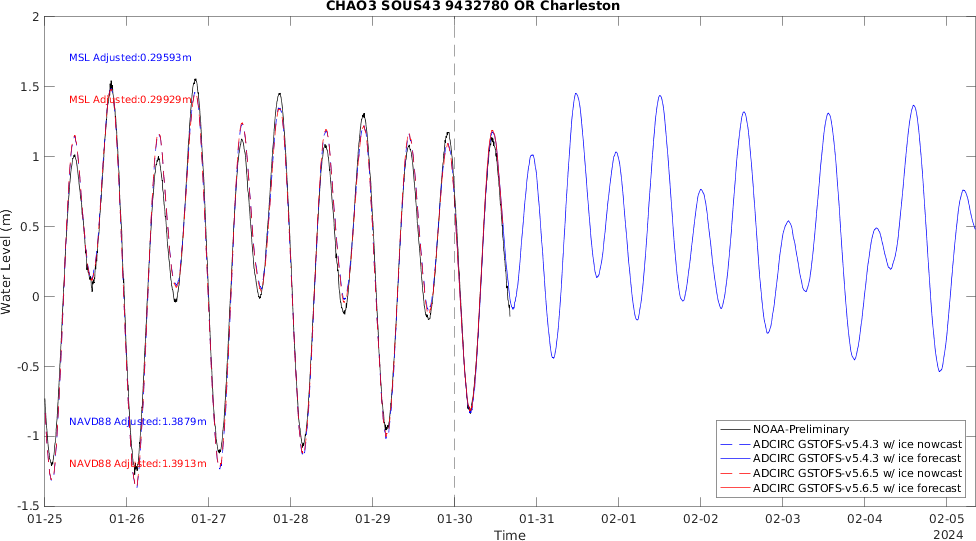 CHAO3 SOUS43 9432780 OR Charleston
2
1.5
1
0.5
0
-0.5
-1
-1.5
Water Level (m)
MSL Adjusted:0.29593m
MSL Adjusted:0.29929m
NAVD88 Adjusted:1.3879m
NAVD88 Adjusted:1.3913m
NOAA-Preliminary
ADCIRC GSTOFS-v5.4.3 w/ ice nowcast
ADCIRC GSTOFS-v5.4.3 w/ ice forecast
ADCIRC GSTOFS-v5.6.5 w/ ice nowcast
ADCIRC GSTOFS-v5.6.5 w/ ice forecast
01-25 01-26 01-27 01-28 01-29 01-30 01-31 02-01 02-02 02-03 02-04 02-05
Time
2024